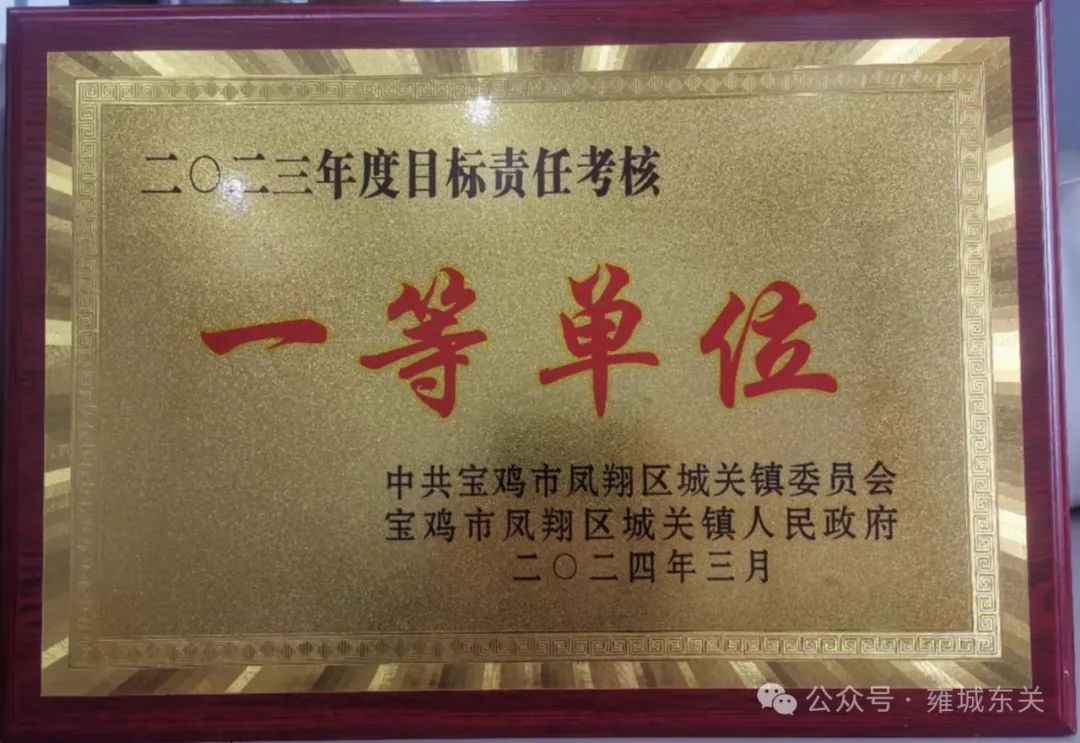 二〇二三年度目标责任考核
一等单位
中共宝鸡市凤翔区城关镇委员会
宝鸡市凤翔区城关镇人民政府
二〇二四年三月
公众号·雍城东关